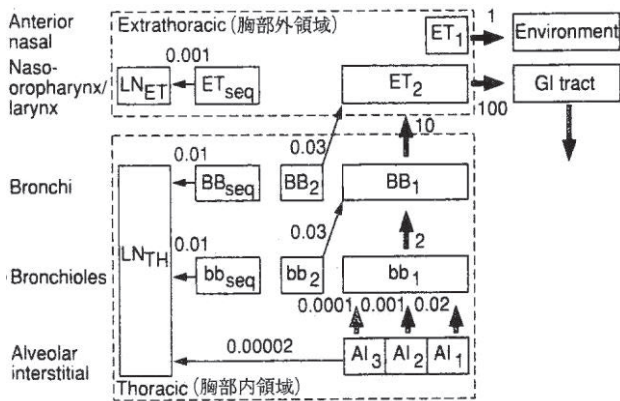 Anterior nasal
Extrathoracic (胸部外領域)
ET1
1
Environment
Naso-oropharynx/larynx
LNET
0.001
ETseq
ET2
100
GI tract
10
0.03
0.01
Bronchi
BBseq
BB2
BB1
LNTH
0.01
0.03
2
Bronchioles
bbseq
bb2
bb1
0.0001
0.001
0.02
0.00002
Alveolar interstitial
AI3
AI2
AI1
Thoracic (胸部内領域)